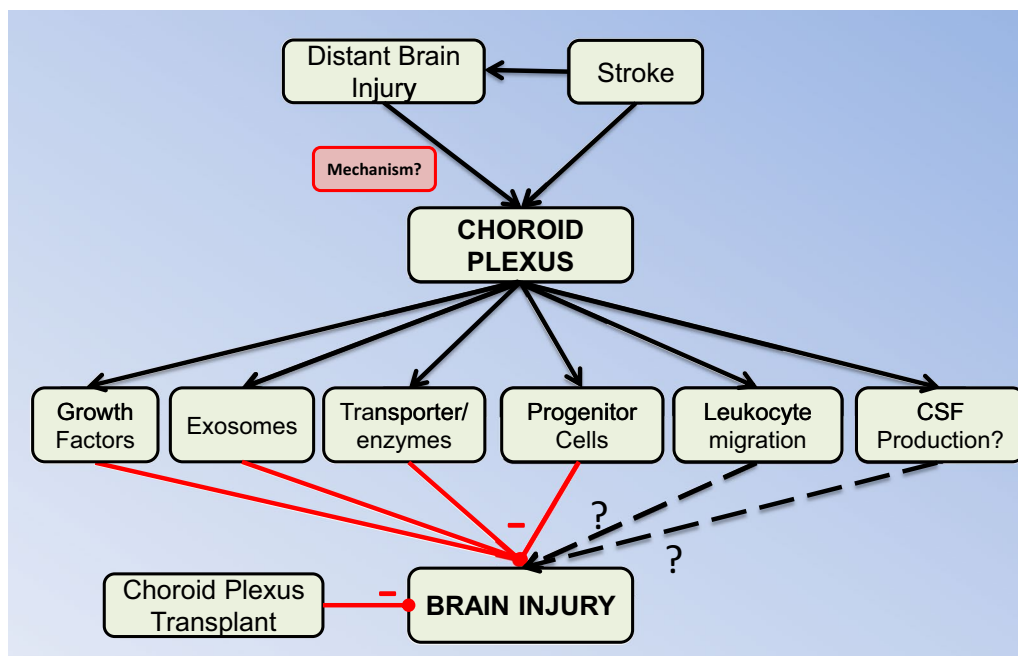 Distant Brain
Injury
Stroke
Mechanism?
CHOROID
PLEXUS
Growth
Factors
Exosomes
Transporter/
enzymes
Progenitor
Cells
Leukocyte
migration
CSF
Production?
-
?
?
Choroid Plexus
Transplant
-
BRAIN INJURY